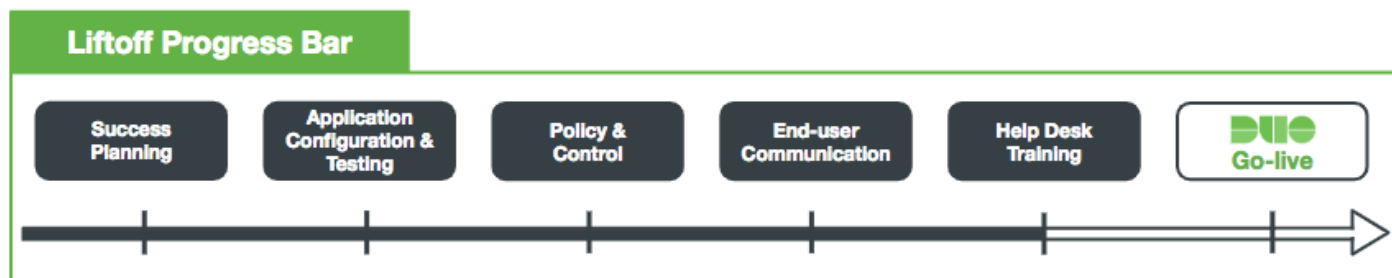 Liftoff Progress Bar
Success
Planning
Application
Configuration &
Testing
Policy &
Control
End-user
Communication
Help Desk
Training
DUO
Go-live